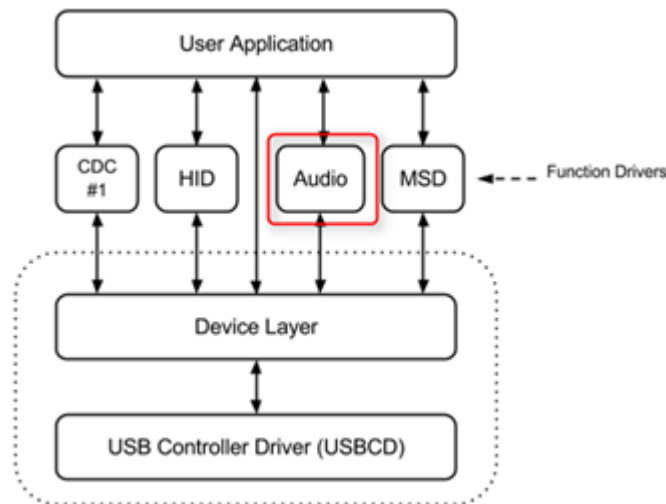 User Application
CDC
#1
HID
Audio
MSD
Function Drivers
Device Layer
USB Controller Driver (USBCD)